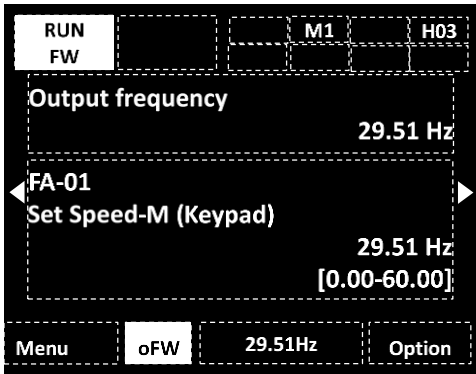 RUN
FW
M1
H03
Output frequency
29.51 Hz
FA-01
Set Speed-M (Keypad)
29.51 Hz
[0.00-60.00]
Menu
oFW
29.51Hz
Option